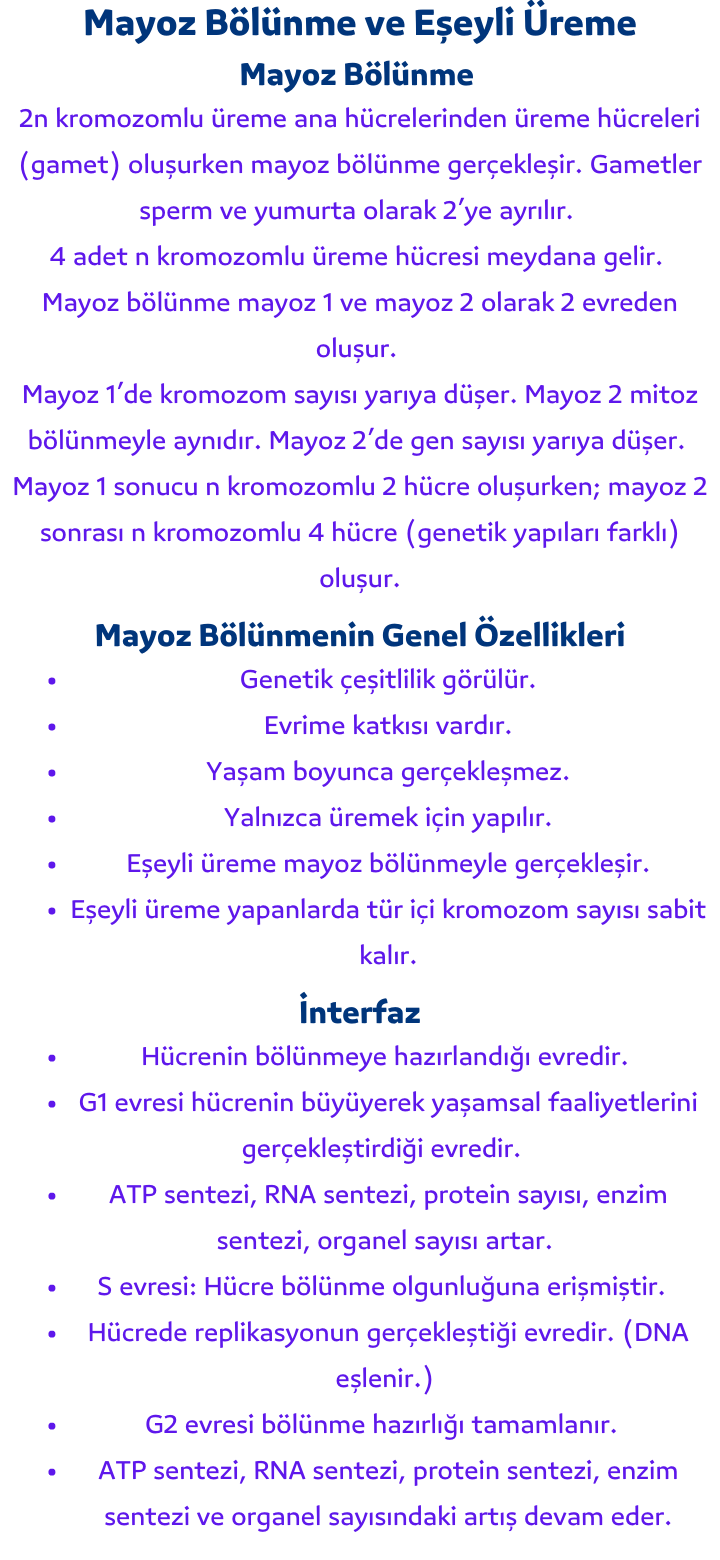 Mayoz Bölünme ve Eşeyli Üreme
Mayoz Bölünme
2n kromozomlu üreme ana hücrelerinden üreme hücreleri
(gamet) oluşurken mayoz bölünme gerçekleşir. Gametler
sperm ve yumurta olarak 2’ye ayrılır.
4 adet n kromozomlu üreme hücresi meydana gelir.
Mayoz bölünme mayoz 1 ve mayoz 2 olarak 2 evreden
oluşur.
Mayoz 1’de kromozom sayısı yarıya düşer. Mayoz 2 mitoz
bölünmeyle aynıdır. Mayoz 2’de gen sayısı yarıya düşer.
Mayoz 1 sonucu n kromozomlu 2 hücre oluşurken; mayoz 2
sonrası n kromozomlu 4 hücre (genetik yapıları farklı)
oluşur.
Mayoz Bölünmenin Genel Özellikleri
• Genetik çeşitlilik görülür.
• Evrime katkısı vardır.
• Yaşam boyunca gerçekleşmez.
• Yalnızca üremek için yapılır.
• Eşeyli üreme mayoz bölünmeyle gerçekleşir.
• Eşeyli üreme yapanlarda tür içi kromozom sayısı sabit
kalır.
İnterfaz
• Hücrenin bölünmeye hazırlandığı evredir.
• G1 evresi hücrenin büyüyerek yaşamsal faaliyetlerini
gerçekleştirdiği evredir.
• ATP sentezi, RNA sentezi, protein sayısı, enzim
sentezi, organel sayısı artar.
• S evresi: Hücre bölünme olgunluğuna erişmiştir.
• Hücrede replikasyonun gerçekleştiği evredir. (DNA
eşlenir.)
• G2 evresi bölünme hazırlığı tamamlanır.
• ATP sentezi, RNA sentezi, protein sentezi, enzim
sentezi ve organel sayısındaki artış devam eder.